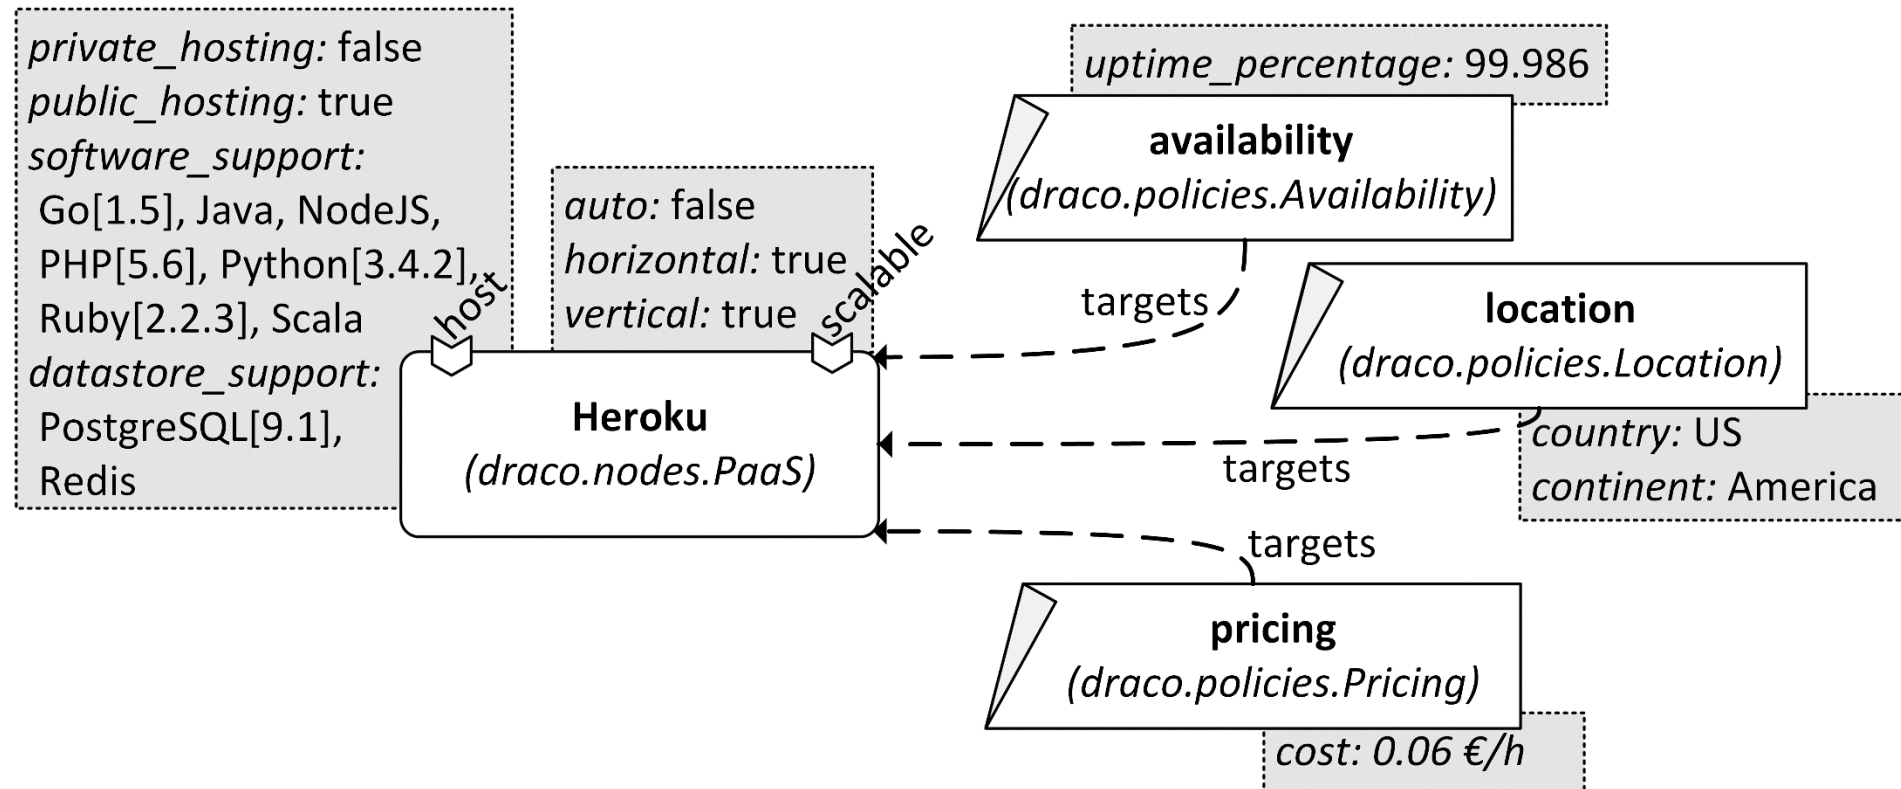 private_hosting: false
public_hosting: true
software_support:
Go[1.5], Java, NodeJS,
PHP[5.6], Python[3.4.2],
Ruby[2.2.3], Scala
datastore_support:
PostgreSQL[9.1],
Redis
host
auto: false
horizontal: true
vertical: true
scalable
Heroku
(draco.nodes.PaaS)
uptime_percentage: 99.986
availability
(draco.policies.Availability)
targets
location
(draco.policies.Location)
country: US
continent: America
targets
targets
pricing
(draco.policies.Pricing)
cost: 0.06 €/h